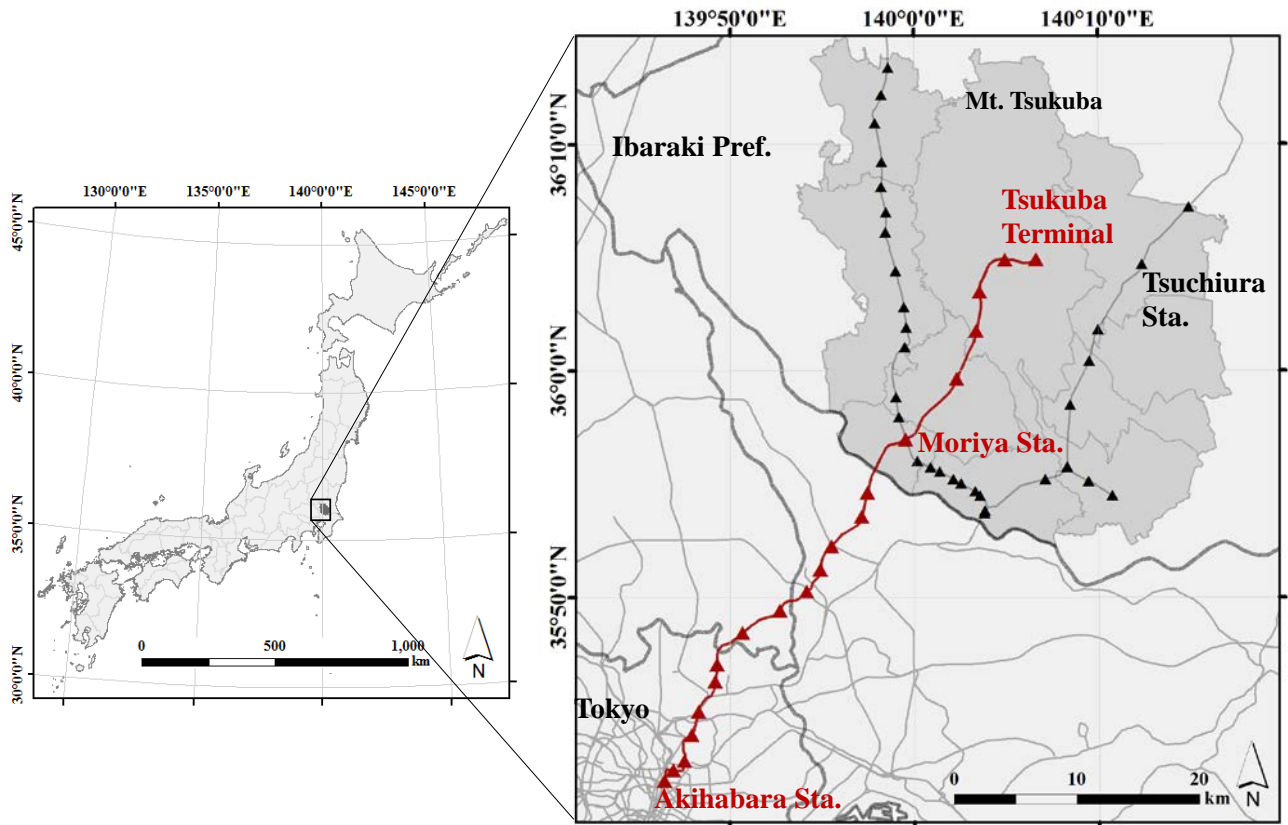 130°0'0"E 135°0'0"E 140°0'0"E 145°0'0"E
45°0'0"N
40°0'0"N
35°0'0"N
30°0'0"N
0 500 1,000
km
N
139°50'0"E 140°0'0"E 140°10'0"E
36°10'0"N
36°0'0"N
35°50'0"N
Mt. Tsukuba
Ibaraki Pref.
Tsukuba
Terminal
Tsuchiura
Sta.
Moriya Sta.
Tokyo
Akihabara Sta.
0 10 20
km
N